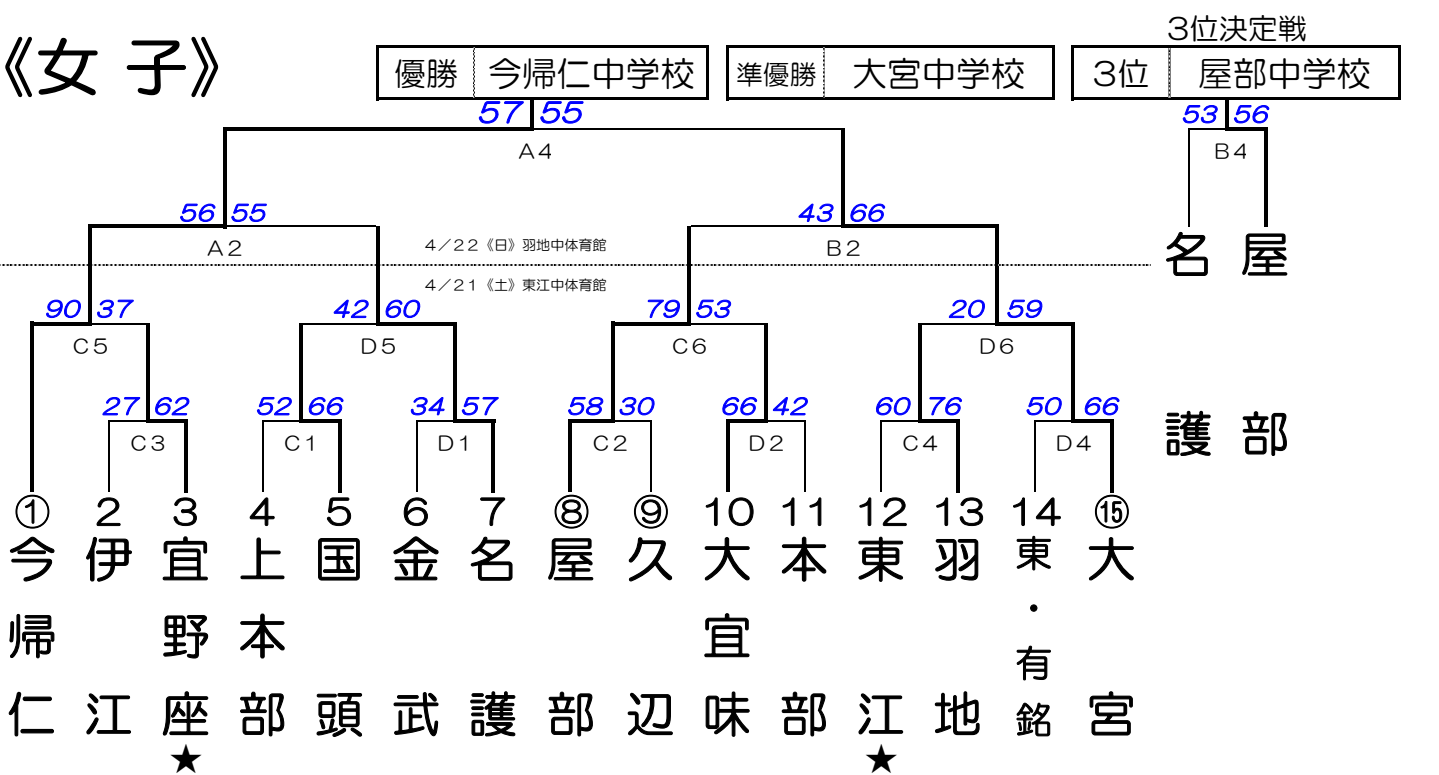 《女 子》
3位決定戦
優勝 今帰仁中学校 準優勝 大宮中学校 3位 屋部中学校
57 55 53 56
A4 B4
56 55 43 66
A2 4／22《日》羽地中体育館 B2
名護 屋部
4／21《土》東江中体育館
90 37 42 60 79 53 20 59
C5 D5 C6 D6
27 62 52 66 34 57 58 30 66 42 60 76 50 66
C3 C1 D1 C2 D2 C4 D4
① 2 3 4 5 6 7 ⑧ ⑨ 10 11 12 13 14 ⑮
今帰仁
伊江
宜野座
★
上本部
国頭
金武
名護
屋部
久辺
大宜味
本部
東江
★
羽地
東・有銘
大宮